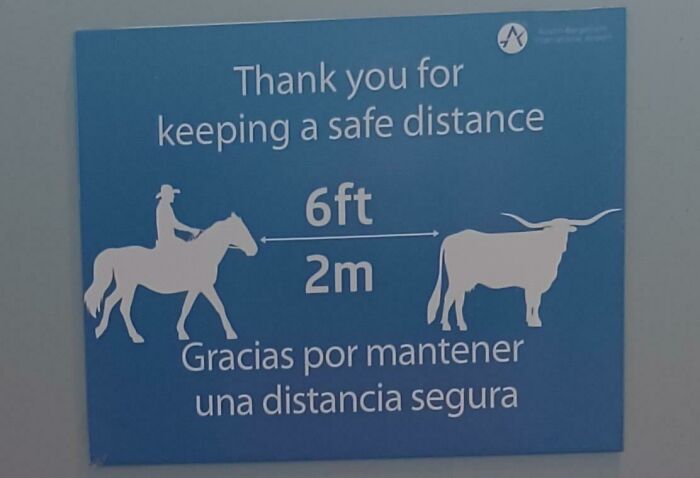 Thank you for
keeping a safe distance
6ft
2m
Gracias por mantener
una distancia segura